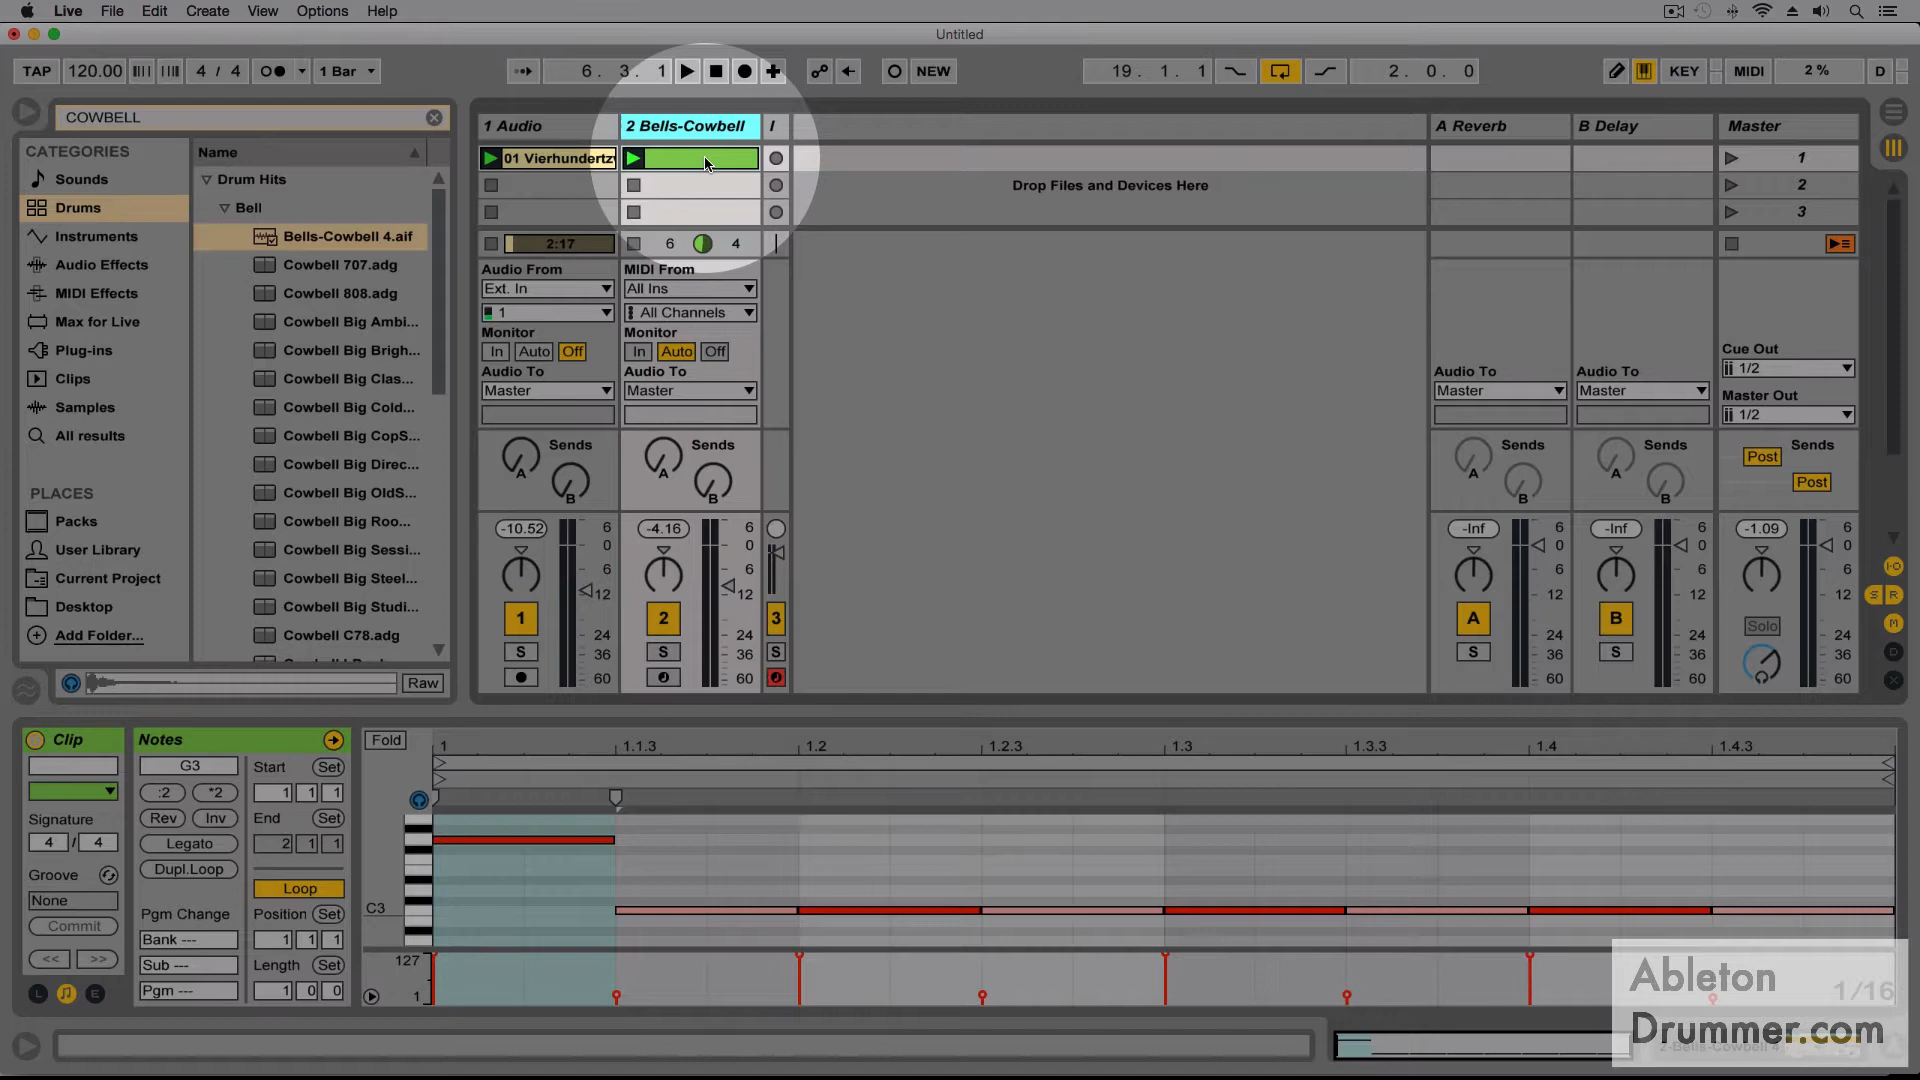 Live File Edit Create View Options Help
Untitled
TAP 120.00 4 / 4 1 Bar 6. 3. 1 NEW 19. 1. 1 2. 0. 0 KEY MIDI 2 % D
COWBELL
CATEGORIES
Sounds
Drums
Instruments
Audio Effects
MIDI Effects
Max for Live
Plug-ins
Clips
Samples
All results
PLACES
Packs
User Library
Current Project
Desktop
Add Folder...
Name
Drum Hits
Bell
Bells-Cowbell 4.aif
Cowbell 707.adg
Cowbell 808.adg
Cowbell Big Ambi...
Cowbell Big Brigh...
Cowbell Big Clas...
Cowbell Big Cold...
Cowbell Big CopS...
Cowbell Big Direc...
Cowbell Big OldS...
Cowbell Big Roo...
Cowbell Big Sessi...
Cowbell Big Steel...
Cowbell Big Studi...
Cowbell C78.adg
Raw
1 Audio
01 Vierhundertzw
2:17
Audio From
Ext. In
1
Monitor
In Auto Off
Audio To
Master
Sends
A
B
-10.52
6
0
6
12
24
36
60
1
S
2 Bells-Cowbell
6 4
MIDI From
All Ins
All Channels
Monitor
In Auto Off
Audio To
Master
Sends
A
B
-4.16
6
0
6
12
24
36
60
2
S
3
S
Drop Files and Devices Here
A Reverb
Audio To
Master
Sends
A
B
-Inf
6
0
6
12
24
36
60
A
S
B Delay
Audio To
Master
Sends
A
B
-Inf
6
0
6
12
24
36
60
B
S
Master
1
2
3
Cue Out
1/2
Master Out
1/2
Sends
Post
Post
-1.09
6
0
6
12
24
36
60
Solo
I-O
S R
M
D
X
Clip
Signature
4 / 4
Groove
None
Commit
<< >>
L E
Notes
G3
:2 *2
Rev Inv
Legato
Dupl.Loop
Pgm Change
Bank ---
Sub ---
Pgm ---
Start Set
1 1 1
End Set
2 1 1
Loop
Position Set
1 1 1
Length Set
1 0 0
Fold
1 1.1.3 1.2 1.2.3 1.3 1.3.3 1.4 1.4.3
C3
127
1
1/16
Ableton
Drummer.com
2-Bells-Cowbell 4